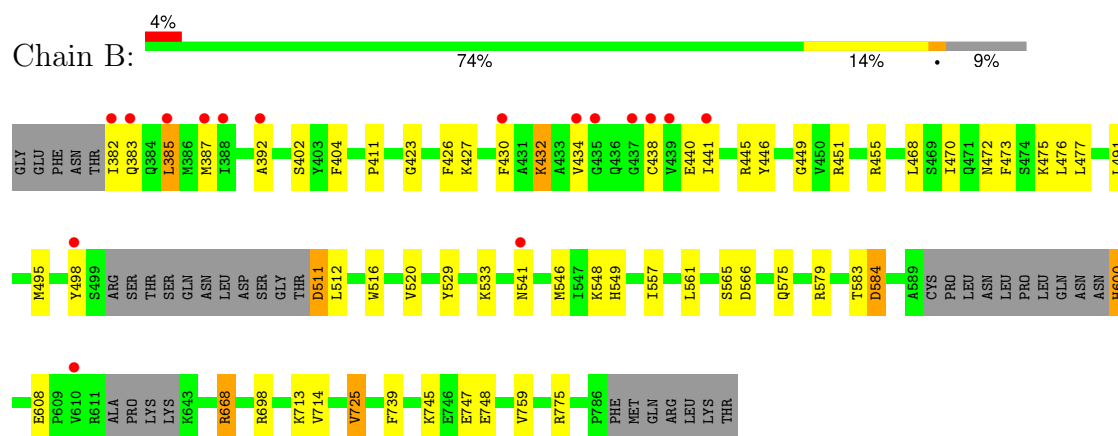 4%
Chain B:
74% 14% • 9%
GLY GLU PHE ASN THR I382 Q383 Q384 L385 M386 M387 I388 A392 S402 Y403 F404 P411 G423 F426 K427 F430 A431 K432 A433 V434 G435 Q436 G437 C438 V439 E440 I441 R445 Y446 G449 V450 R451 R455 L468 S469 I470 Q471 N472 F473 S474 K475 L476 L477 L481
M495 Y498 S499 ARG SER THR SER GLN ASN LEU ASP SER GLY THR D511 L512 W516 V520 Y529 K533 N541 M546 I547 K548 H549 I557 L561 S565 D566 Q575 R579 T583 D584 A589 CYS PRO LEU ASN LEU PRO LEU GLN ASN ASN H600
E608 P609 V610 R611 ALA PRO LYS LYS K643 R668 R698 K713 V714 V725 F739 K745 E746 E747 E748 V759 R775 P786 PHE MET GLN ARG LEU LYS THR